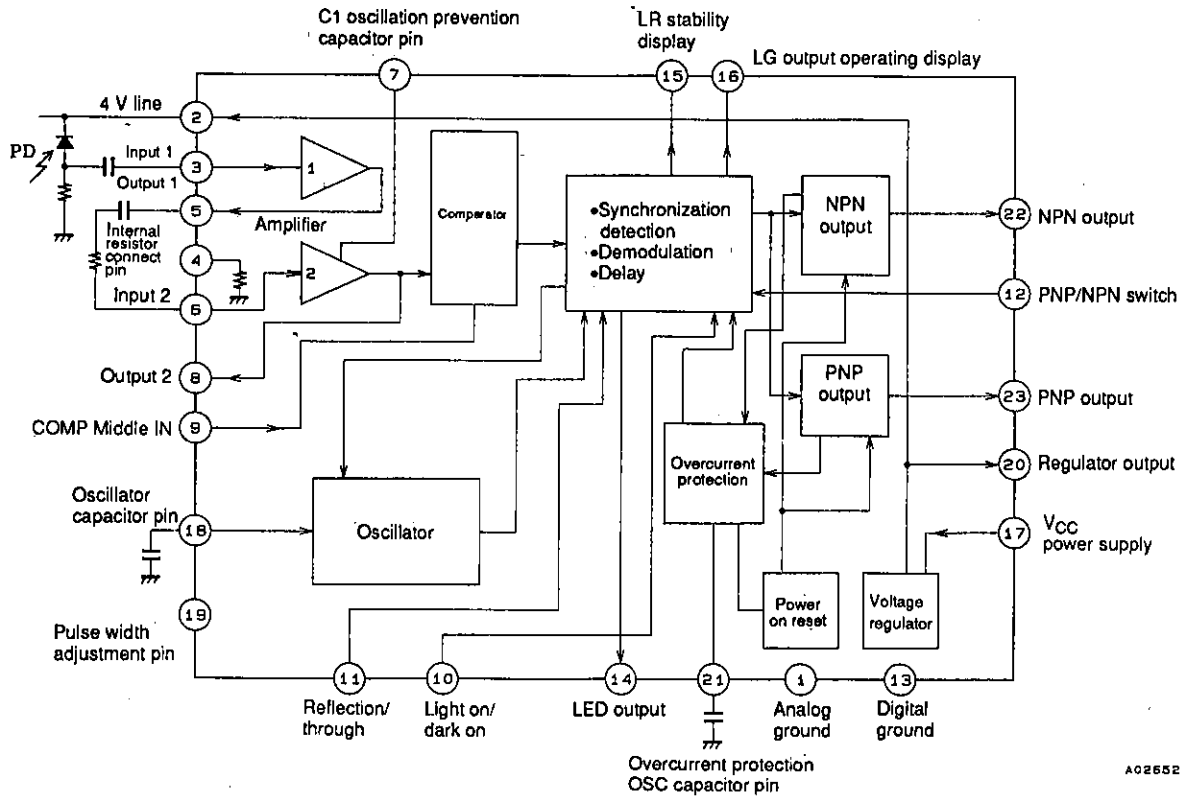 C1 oscillation prevention
capacitor pin
LR stability
display
LG output operating display
7
15
16
4 V line
2
PD
Input 1
3
1
Output 1
5
Amplifier
Internal
resistor
connect
pin
4
2
Input 2
6
Comparator
•Synchronization
detection
•Demodulation
•Delay
NPN
output
22
NPN output
12
PNP/NPN switch
Output 2
8
PNP
output
23
PNP output
COMP Middle IN
9
Overcurrent
protection
20
Regulator output
Oscillator
capacitor pin
18
Oscillator
17
VCC
power supply
19
Pulse width
adjustment pin
Power
on reset
Voltage
regulator
11
10
14
21
1
13
Reflection/
through
Light on/
dark on
LED output
Analog
ground
Digital
ground
Overcurrent protection
OSC capacitor pin
A02652